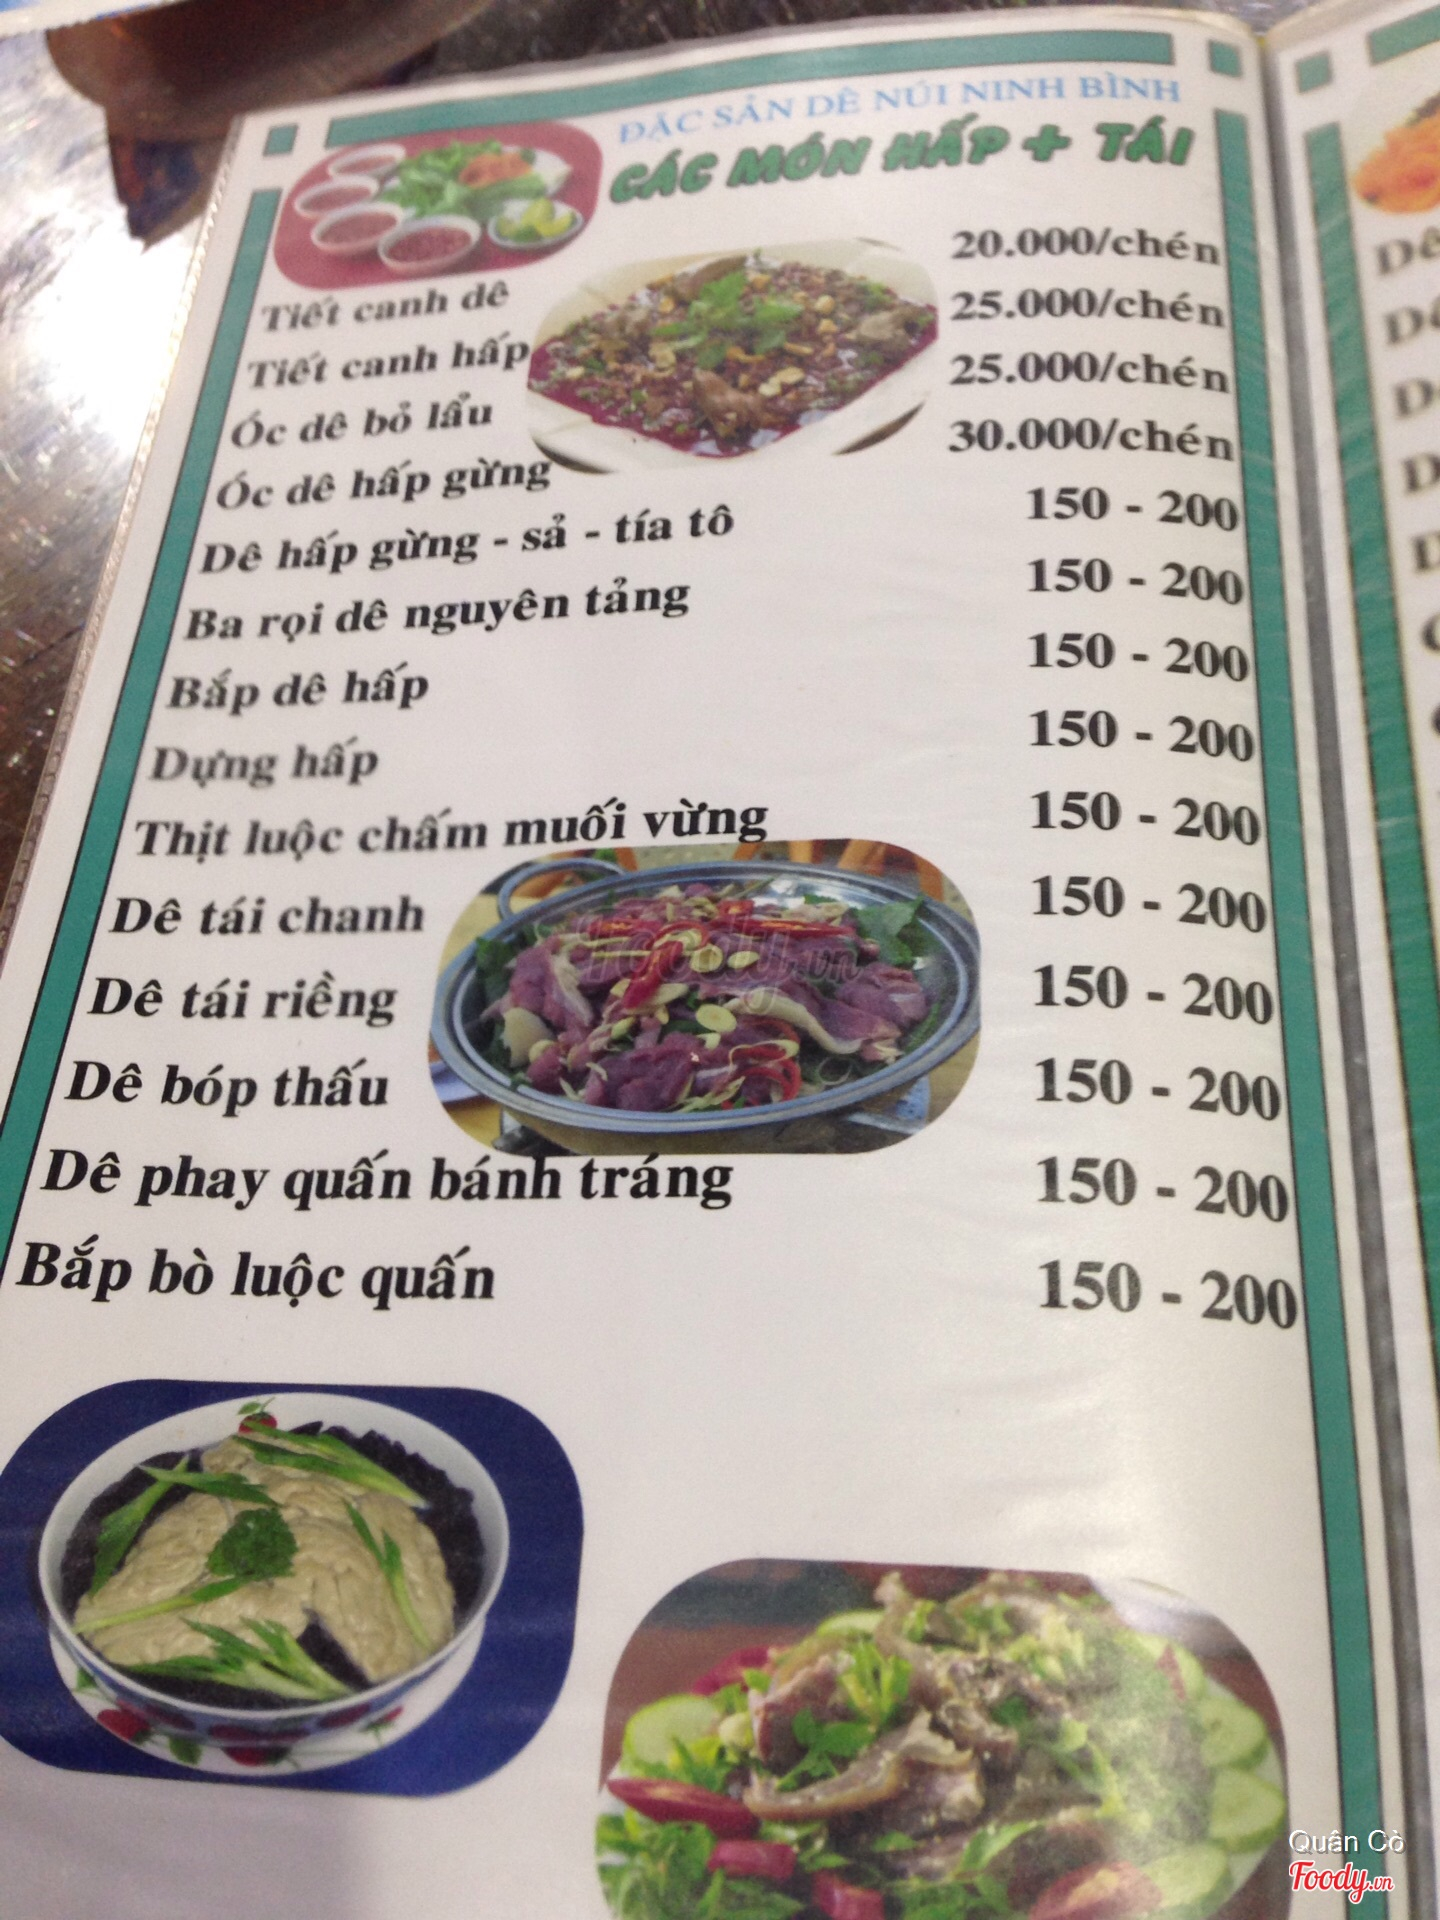 ĐẶC SẢN DÊ NÚI NINH BÌNH
CÁC MÓN HẤP + TÁI
Tiết canh dê 20.000/chén
Tiết canh hấp 25.000/chén
Óc dê bỏ lẩu 25.000/chén
Óc dê hấp gừng 30.000/chén
Dê hấp gừng - sả - tía tô 150 - 200
Ba rọi dê nguyên tảng 150 - 200
Bắp dê hấp 150 - 200
Dựng hấp 150 - 200
Thịt luộc chấm muối vừng 150 - 200
Dê tái chanh 150 - 200
Dê tái riềng 150 - 200
Dê bóp thấu 150 - 200
Dê phay quấn bánh tráng 150 - 200
Bắp bò luộc quấn 150 - 200
Foody.vn
Quân Cò
Foody.vn